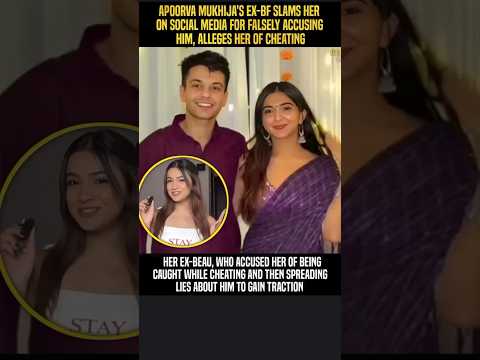 APOORVA MUKHIJA'S EX-BF SLAMS HER
ON SOCIAL MEDIA FOR FALSELY ACCUSING
HIM, ALLEGES HER OF CHEATING
STAY
STAY
HER EX-BEAU, WHO ACCUSED HER OF BEING
CAUGHT WHILE CHEATING AND THEN SPREADING
LIES ABOUT HIM TO GAIN TRACTION